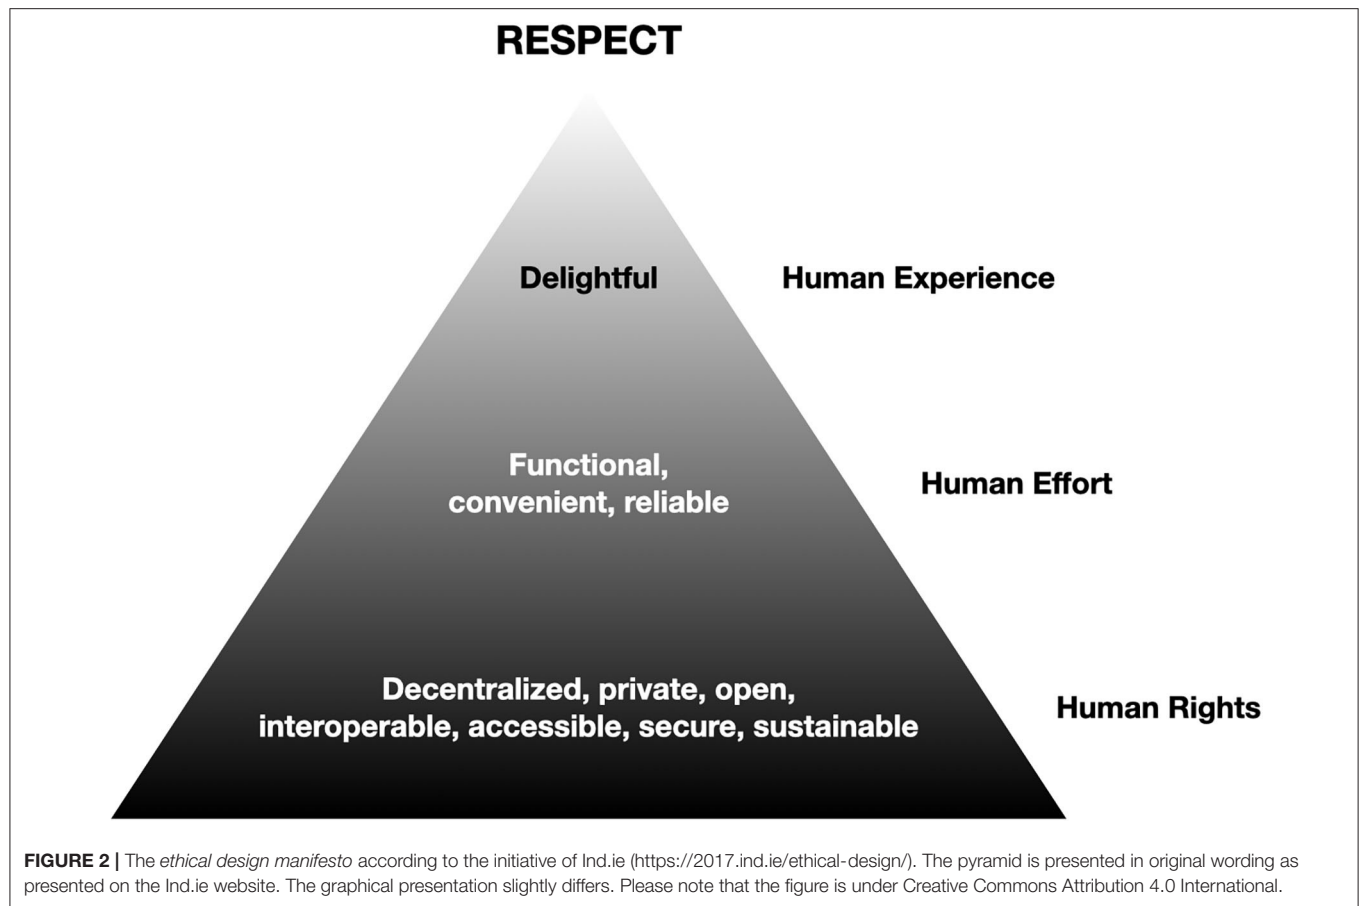 RESPECT
Delightful
Human Experience
Functional,
convenient, reliable
Human Effort
Decentralized, private, open,
interoperable, accessible, secure, sustainable
Human Rights
FIGURE 2 | The ethical design manifesto according to the initiative of Ind.ie (https://2017.ind.ie/ethical-design/). The pyramid is presented in original wording as
presented on the Ind.ie website. The graphical presentation slightly differs. Please note that the figure is under Creative Commons Attribution 4.0 International.